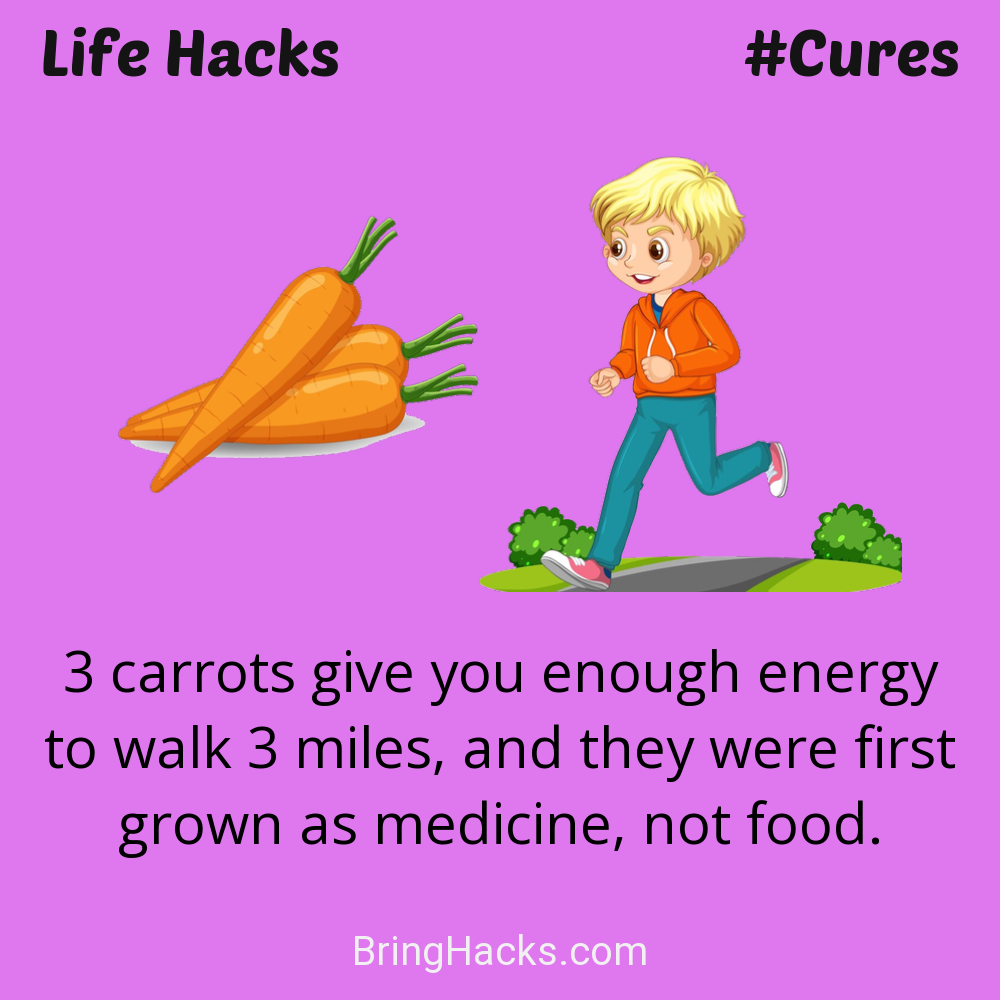 Life Hacks
#Cures
3 carrots give you enough energy
to walk 3 miles, and they were first
grown as medicine, not food.
BringHacks.com